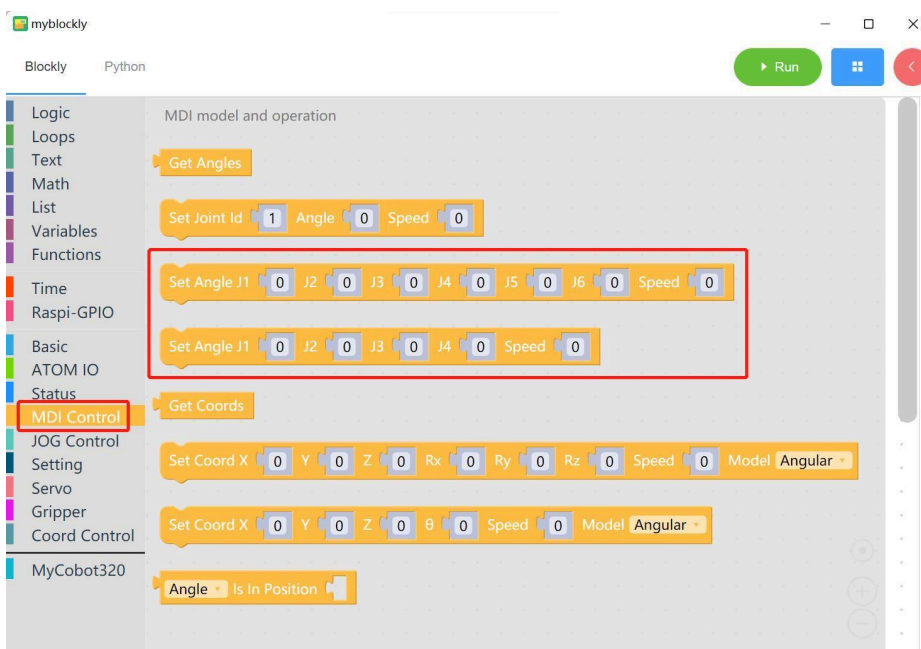 myblockly
Blockly Python
Run
Logic
Loops
Text
Math
List
Variables
Functions
Time
Raspi-GPIO
Basic
ATOM IO
Status
MDI Control
JOG Control
Setting
Servo
Gripper
Coord Control
MyCobot320
MDI model and operation
Get Angles
Set Joint Id 1 Angle 0 Speed 0
Set Angle J1 0 J2 0 J3 0 J4 0 J5 0 J6 0 Speed 0
Set Angle J1 0 J2 0 J3 0 J4 0 Speed 0
Get Coords
Set Coord X 0 Y 0 Z 0 Rx 0 Ry 0 Rz 0 Speed 0 Model Angular
Set Coord X 0 Y 0 Z 0 θ 0 Speed 0 Model Angular
Angle Is In Position